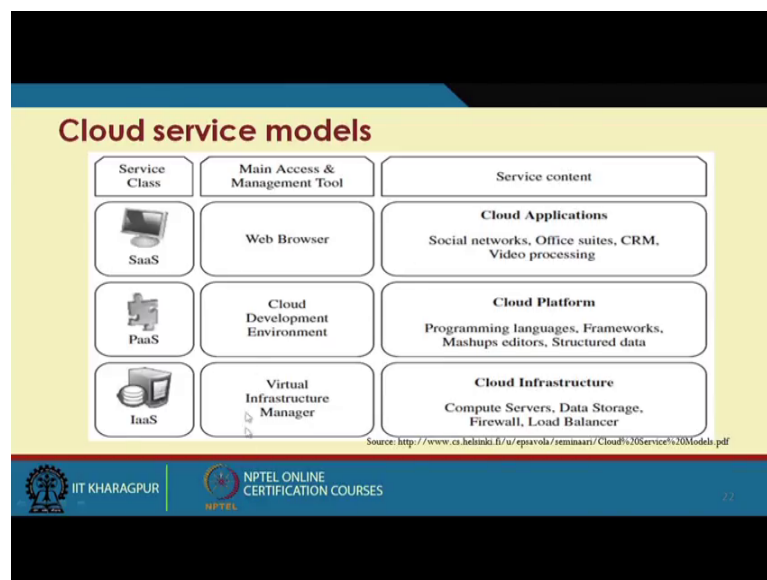 Cloud service models
Service
Class
Main Access &
Management Tool
Service content
SaaS
Web Browser
Cloud Applications
Social networks, Office suites, CRM,
Video processing
PaaS
Cloud
Development
Environment
Cloud Platform
Programming languages, Frameworks,
Mashups editors, Structured data
IaaS
Virtual
Infrastructure
Manager
Cloud Infrastructure
Compute Servers, Data Storage,
Firewall, Load Balancer
Source: http://www.cs.helsinki.fi/u/epsavola/seminaari/Cloud%20Service%20Models.pdf
IIT KHARAGPUR
NPTEL
NPTEL ONLINE
CERTIFICATION COURSES
22